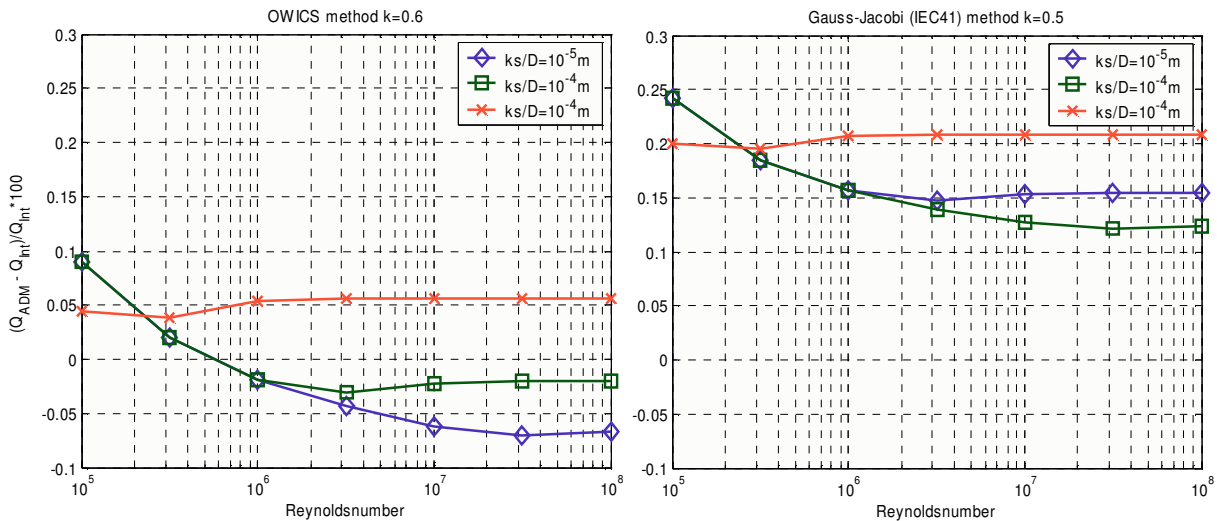 OWICS method k=0.6
(Q_ADM - Q_Int)/Q_Int*100
0.3
0.25
0.2
0.15
0.1
0.05
0
-0.05
-0.1
ks/D=10^-5m
ks/D=10^-4m
ks/D=10^-4m
10^5
10^6
10^7
10^8
Reynoldsnumber
Gauss-Jacobi (IEC41) method k=0.5
0.3
0.25
0.2
0.15
0.1
0.05
0
-0.05
-0.1
ks/D=10^-5m
ks/D=10^-4m
ks/D=10^-4m
10^5
10^6
10^7
10^8
Reynoldsnumber